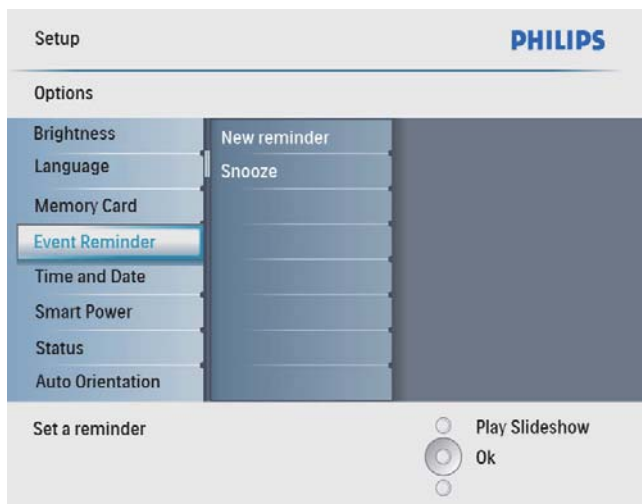 Setup
PHILIPS
Options
Brightness
Language
Memory Card
Event Reminder
Time and Date
Smart Power
Status
Auto Orientation
New reminder
Snooze
Set a reminder
Play Slideshow
Ok